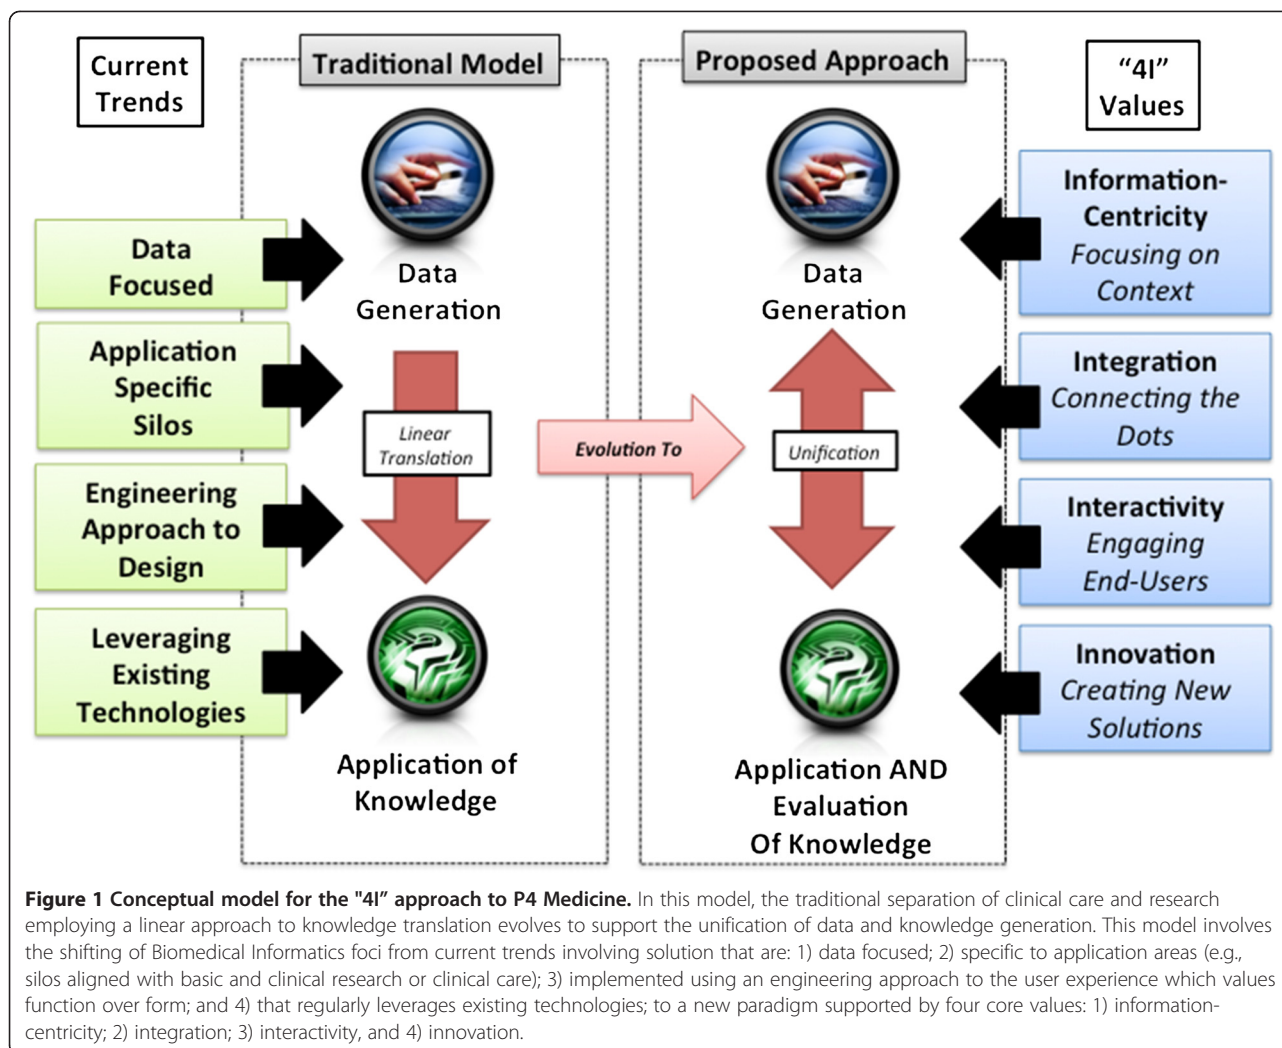 Current
Trends
Traditional Model
Proposed Approach
“4I”
Values
Data
Focused
Application
Specific
Silos
Engineering
Approach to
Design
Leveraging
Existing
Technologies
Data
Generation
Linear
Translation
Application of
Knowledge
Evolution To
Data
Generation
Unification
Application AND
Evaluation
Of Knowledge
Information-
Centricity
Focusing on
Context
Integration
Connecting the
Dots
Interactivity
Engaging
End-Users
Innovation
Creating New
Solutions
Figure 1 Conceptual model for the "4I” approach to P4 Medicine. In this model, the traditional separation of clinical care and research
employing a linear approach to knowledge translation evolves to support the unification of data and knowledge generation. This model involves
the shifting of Biomedical Informatics foci from current trends involving solution that are: 1) data focused; 2) specific to application areas (e.g.,
silos aligned with basic and clinical research or clinical care); 3) implemented using an engineering approach to the user experience which values
function over form; and 4) that regularly leverages existing technologies; to a new paradigm supported by four core values: 1) information-
centricity; 2) integration; 3) interactivity, and 4) innovation.